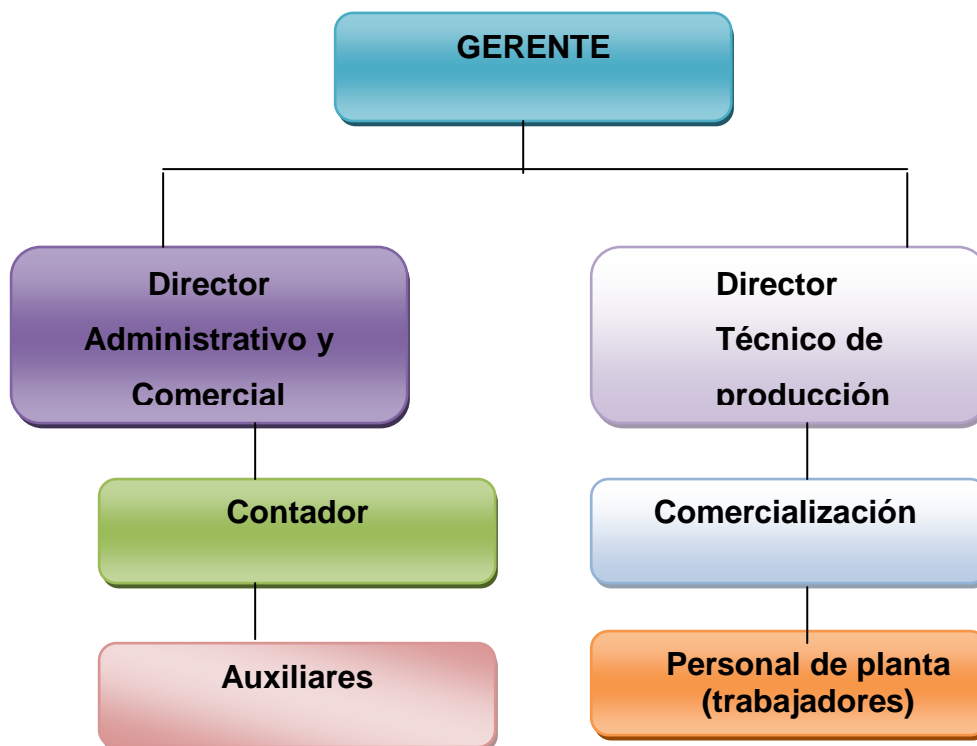 GERENTE
Director
Administrativo y
Comercial
Director
Técnico de
producción
Contador
Comercialización
Auxiliares
Personal de planta
(trabajadores)